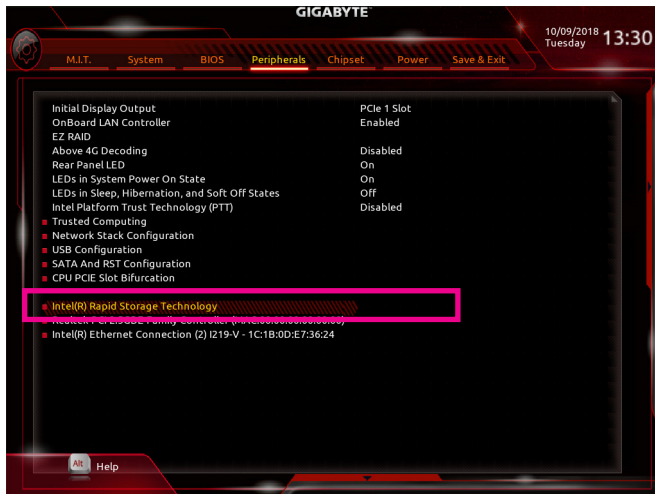 GIGABYTE
10/09/2018 13:30
Tuesday
M.I.T. System BIOS Peripherals Chipset Power Save & Exit
Initial Display Output PCIe 1 Slot
OnBoard LAN Controller Enabled
EZ RAID
Above 4G Decoding Disabled
Rear Panel LED On
LEDs in System Power On State On
LEDs in Sleep, Hibernation, and Soft Off States Off
Intel Platform Trust Technology (PTT) Disabled
Trusted Computing
Network Stack Configuration
USB Configuration
SATA And RST Configuration
CPU PCIE Slot Bifurcation
Intel(R) Rapid Storage Technology
Family Controller
Intel(R) Ethernet Connection (2) I219-V - 1C:1B:0D:E7:36:24
Alt Help